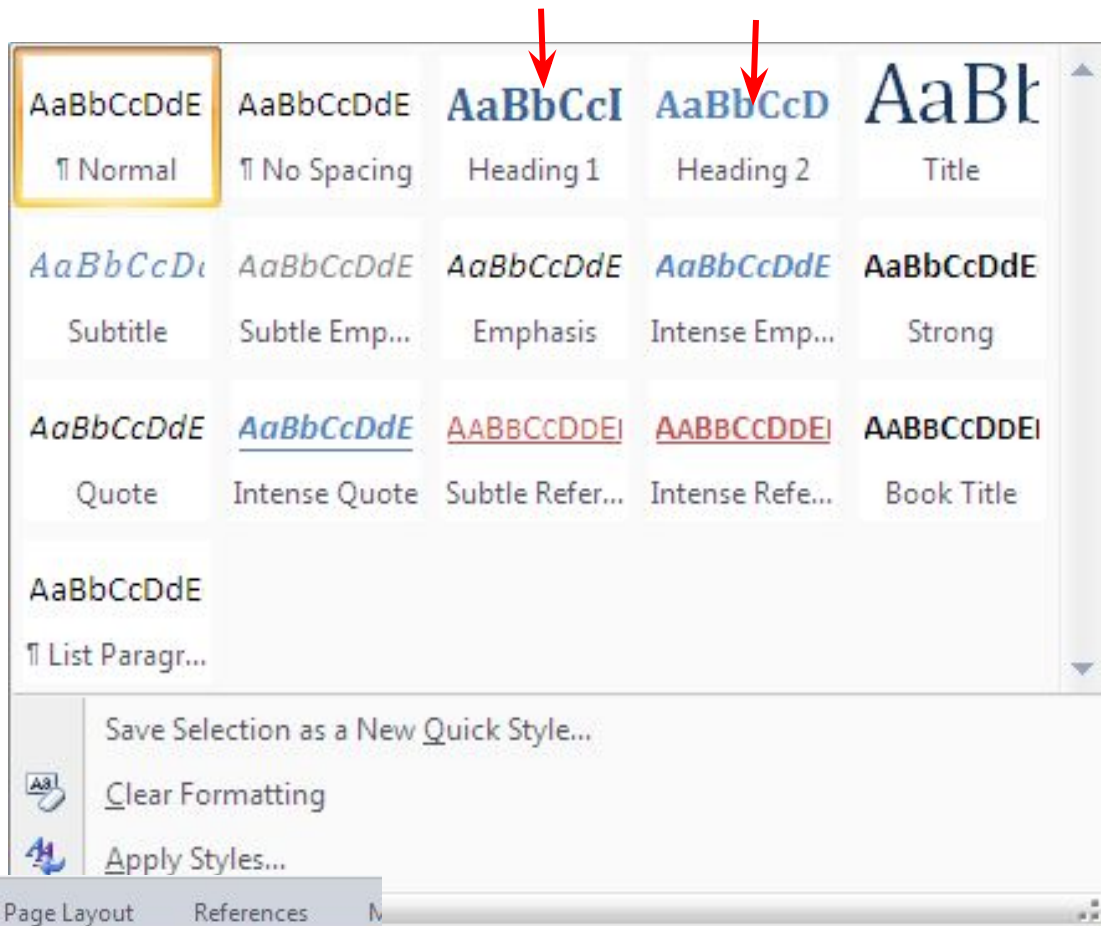 AaBbCcDdE AaBbCcDdE AaBbCcI AaBbCcD AaBb
¶ Normal ¶ No Spacing Heading 1 Heading 2 Title
AaBbCcDd AaBbCcDdE AaBbCcDdE AaBbCcDdE AaBbCcDdE
Subtitle Subtle Emp... Emphasis Intense Emp... Strong
AaBbCcDdE AaBbCcDdE AABBCCDDEI AABBCCDDEI AABBCCDDEI
Quote Intense Quote Subtle Refer... Intense Refe... Book Title
AaBbCcDdE
¶ List Paragr...
Save Selection as a New Quick Style...
Clear Formatting
Apply Styles...
Page Layout References